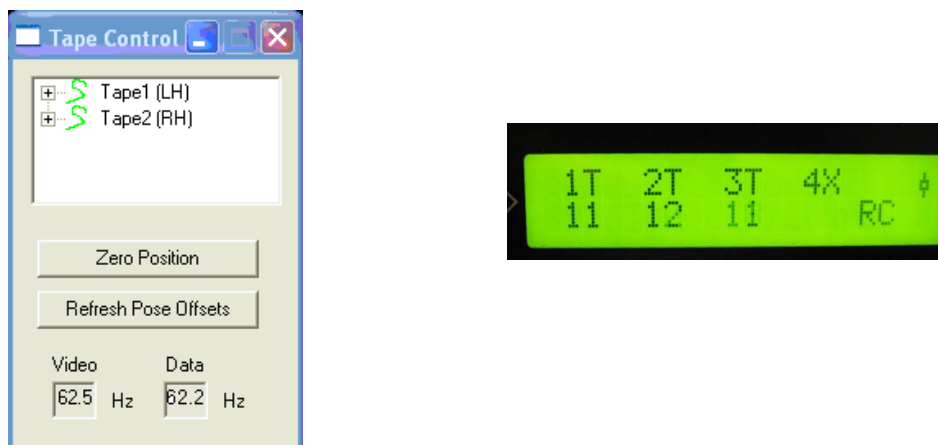 Tape Control
Tape1 (LH)
Tape2 (RH)
Zero Position
Refresh Pose Offsets
Video Data
62.5 Hz 62.2 Hz
1T 2T 3T 4X
11 12 11 RC